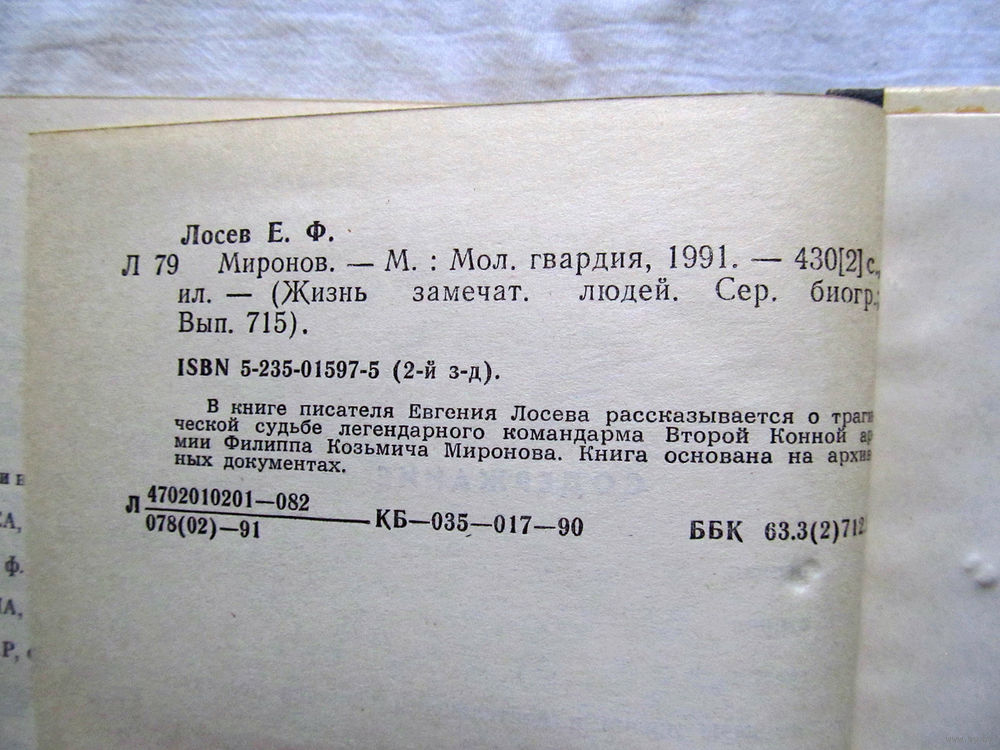 Лосев Е. Ф.
Л 79 Миронов. — М. : Мол. гвардия, 1991. — 430[2] с.,
ил. — (Жизнь замечат. людей. Сер. биогр.;
Вып. 715).
ISBN 5-235-01597-5 (2-й з-д).
В книге писателя Евгения Лосева рассказывается о траги
ческой судьбе легендарного командарма Второй Конной ар
мии Филиппа Козьмича Миронова. Книга основана на архив
ных документах.
Л 4702010201—082
078(02)—91 —КБ—035—017—90 ББК 63.3(2)712
СОДЕРЖАНИЕ